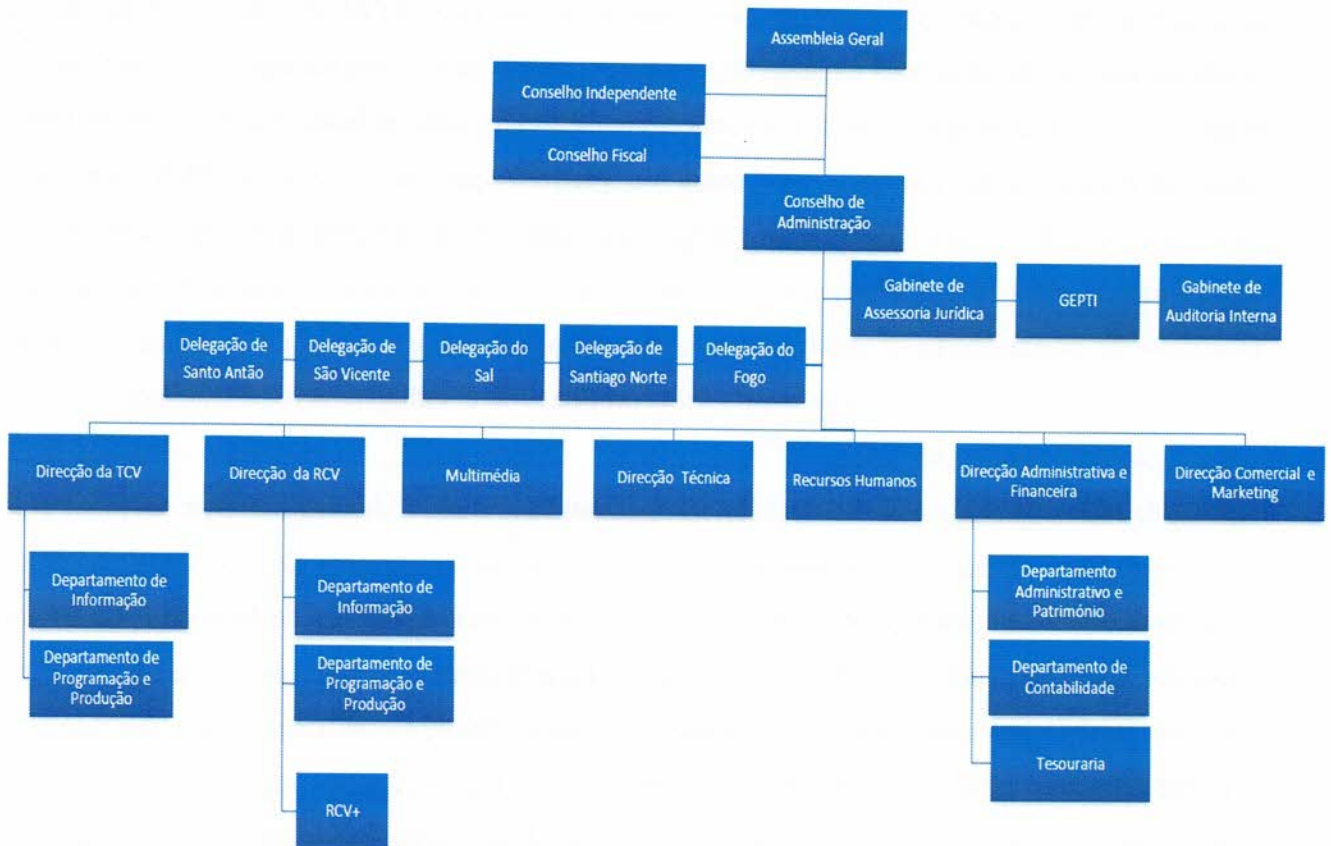 Assembleia Geral
Conselho Independente
Conselho Fiscal
Conselho de
Administração
Gabinete de
Assessoria Jurídica
GEPTI
Gabinete de
Auditoria Interna
Delegação de
Santo Antão
Delegação de
São Vicente
Delegação do
Sal
Delegação de
Santiago Norte
Delegação do
Fogo
Direcção da TCV
Direcção da RCV
Multimédia
Direcção Técnica
Recursos Humanos
Direcção Administrativa e
Financeira
Direcção Comercial e
Marketing
Departamento de
Informação
Departamento de
Programação e
Produção
Departamento de
Informação
Departamento de
Programação e
Produção
RCV+
Departamento
Administrativo e
Património
Departamento de
Contabilidade
Tesouraria